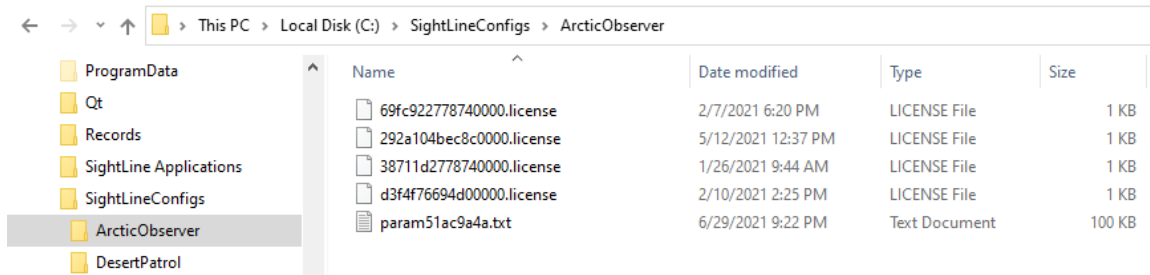 This PC > Local Disk (C:) > SightLineConfigs > ArcticObserver
ProgramData
Qt
Records
SightLine Applications
SightLineConfigs
ArcticObserver
DesertPatrol
Name Date modified Type Size
69fc922778740000.license 2/7/2021 6:20 PM LICENSE File 1 KB
292a104bec8c0000.license 5/12/2021 12:37 PM LICENSE File 1 KB
38711d2778740000.license 1/26/2021 9:44 AM LICENSE File 1 KB
d3f4f76694d00000.license 2/10/2021 2:25 PM LICENSE File 1 KB
param51ac9a4a.txt 6/29/2021 9:22 PM Text Document 100 KB